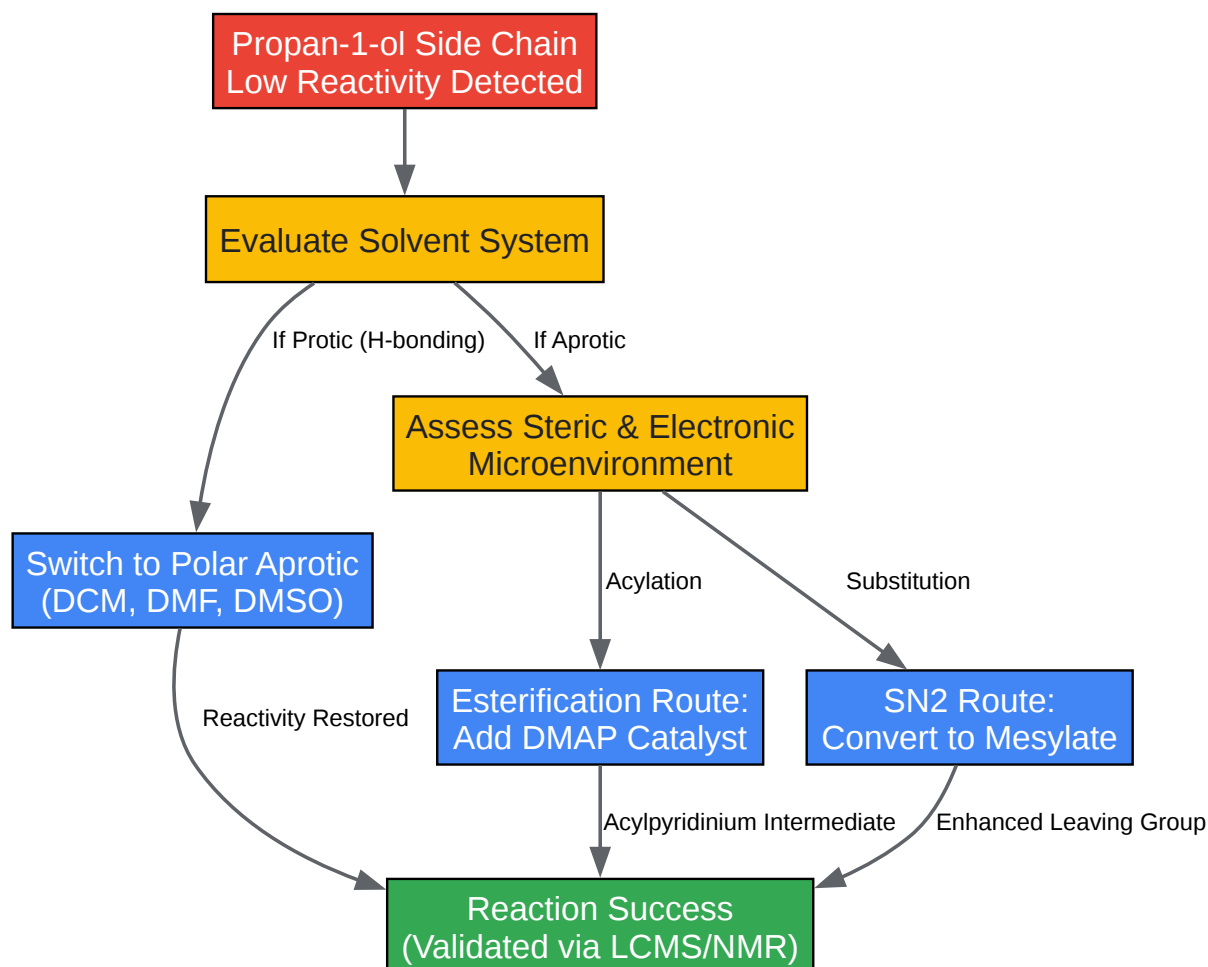 Propan-1-ol Side Chain
Low Reactivity Detected
Evaluate Solvent System
If Protic (H-bonding)
If Aprotic
Assess Steric & Electronic
Microenvironment
Switch to Polar Aprotic
(DCM, DMF, DMSO)
Acylation
Substitution
Esterification Route:
Add DMAP Catalyst
SN2 Route:
Convert to Mesylate
Reactivity Restored
Acylpyridinium Intermediate
Enhanced Leaving Group
Reaction Success
(Validated via LCMS/NMR)